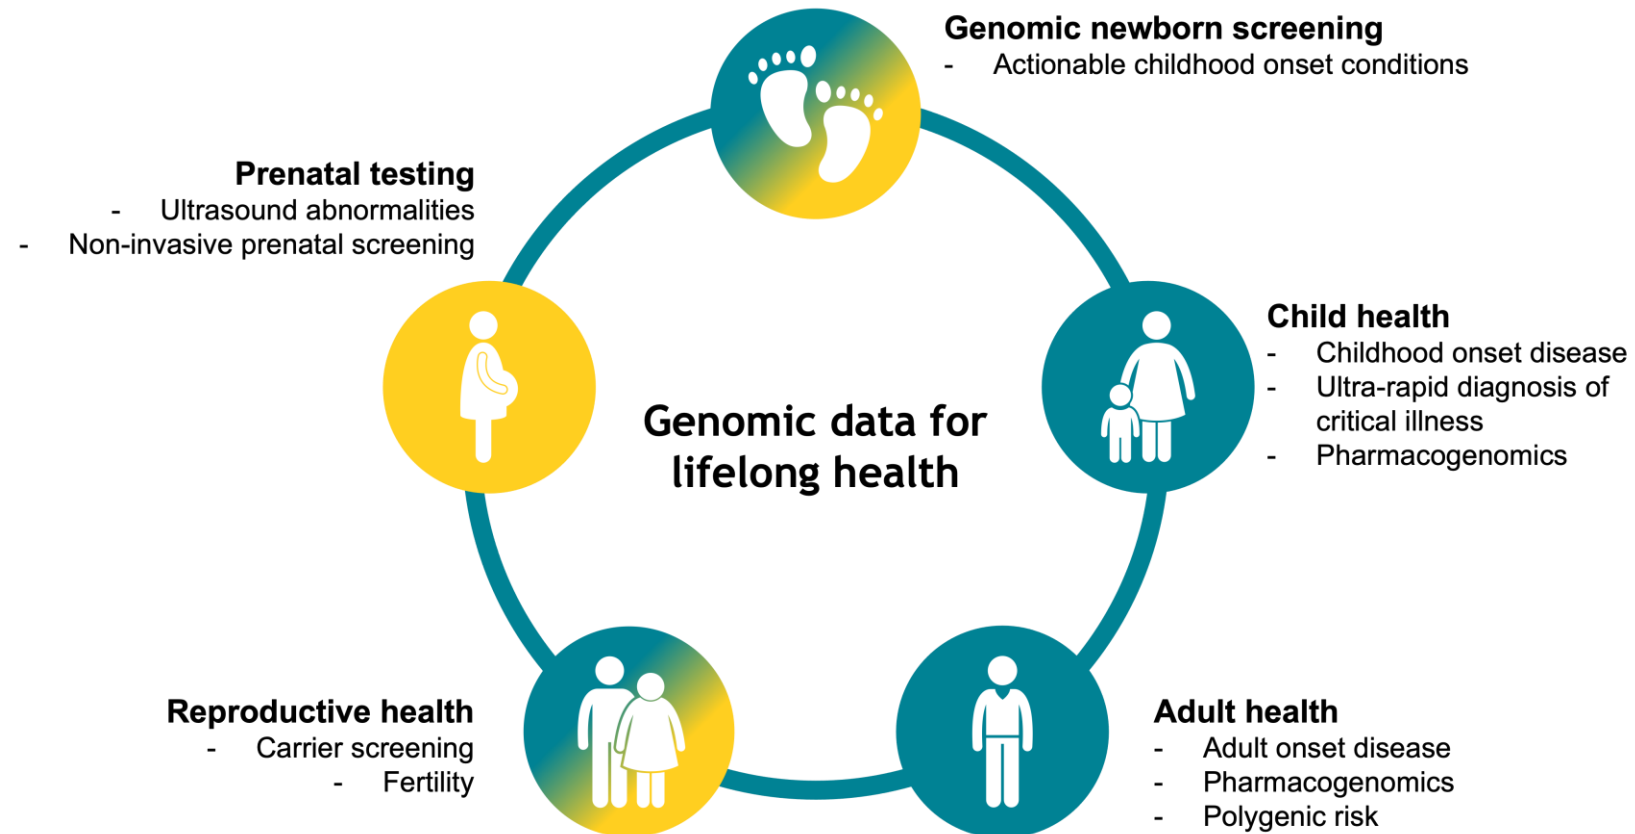 Genomic newborn screening
- Actionable childhood onset conditions
Prenatal testing
- Ultrasound abnormalities
- Non-invasive prenatal screening
Child health
- Childhood onset disease
- Ultra-rapid diagnosis of
critical illness
- Pharmacogenomics
Genomic data for
lifelong health
Reproductive health
- Carrier screening
- Fertility
Adult health
- Adult onset disease
- Pharmacogenomics
- Polygenic risk